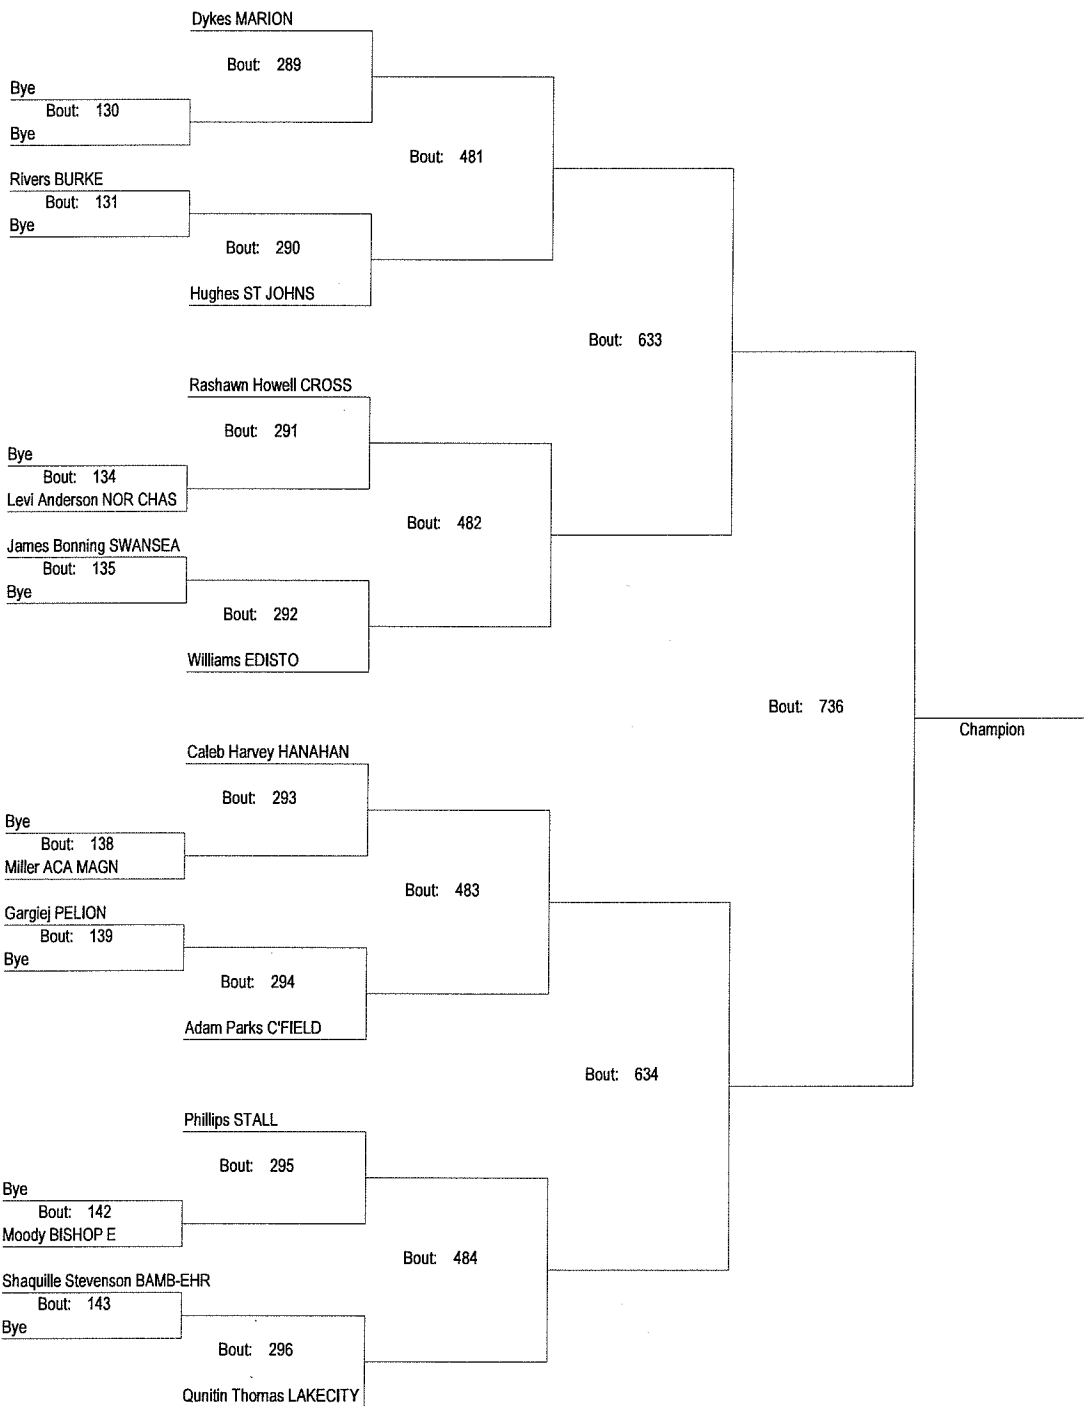 Dykes MARION
Bout: 289
Bye
Bout: 130
Bye
Bout: 481
Rivers BURKE
Bout: 131
Bye
Bout: 290
Hughes ST JOHNS
Bout: 633
Rashawn Howell CROSS
Bout: 291
Bye
Bout: 134
Levi Anderson NOR CHAS
Bout: 482
James Bonning SWANSEA
Bout: 135
Bye
Bout: 292
Williams EDISTO
Bout: 736
Champion
Caleb Harvey HANAHAN
Bout: 293
Bye
Bout: 138
Miller ACA MAGN
Bout: 483
Gargiej PELION
Bout: 139
Bye
Bout: 294
Adam Parks C'FIELD
Bout: 634
Phillips STALL
Bout: 295
Bye
Bout: 142
Moody BISHOP E
Bout: 484
Shaquille Stevenson BAMB-EHR
Bout: 143
Bye
Bout: 296
Qunitin Thomas LAKECITY